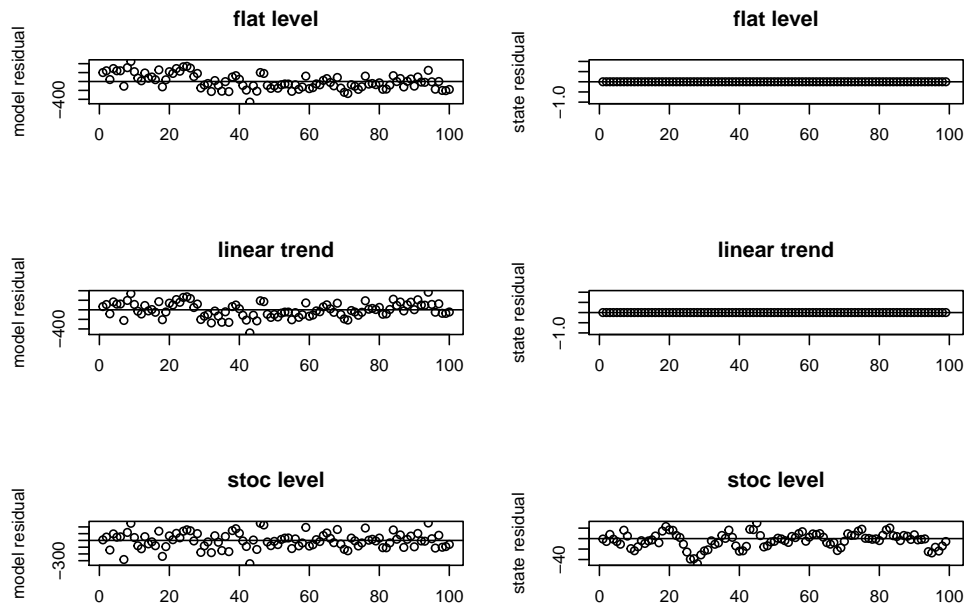 flat level
model residual
−400
0 20 40 60 80 100
flat level
state residual
−1.0
0 20 40 60 80 100
linear trend
model residual
−400
0 20 40 60 80 100
linear trend
state residual
−1.0
0 20 40 60 80 100
stoc level
model residual
−300
0 20 40 60 80 100
stoc level
state residual
−40
0 20 40 60 80 100